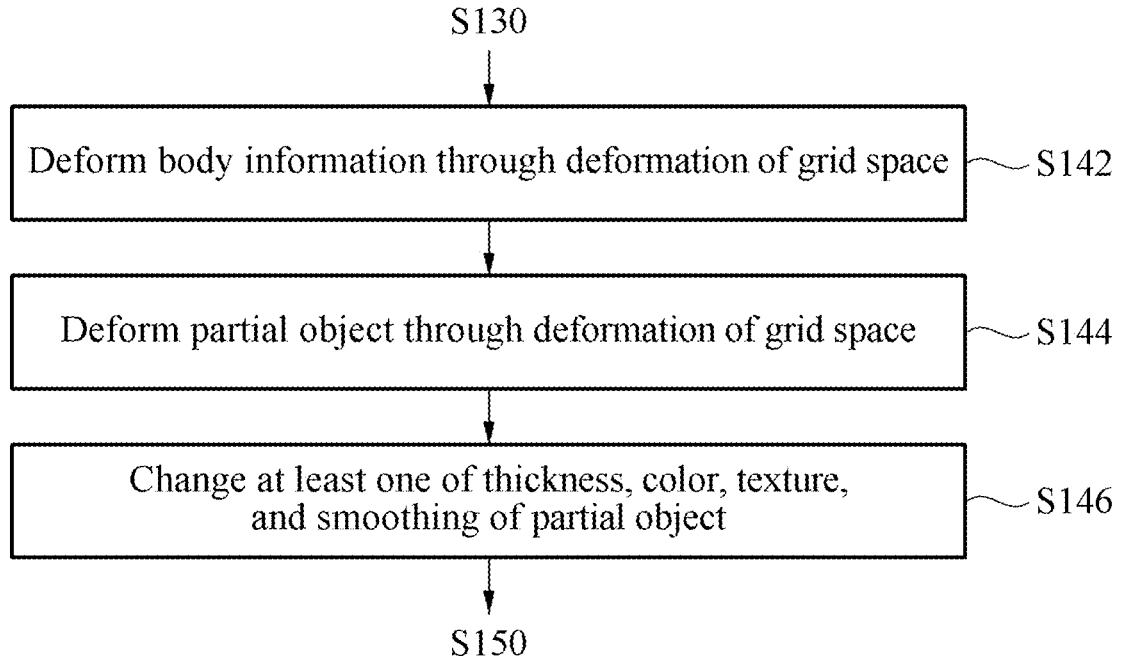 S130
Deform body information through deformation of grid space
S142
Deform partial object through deformation of grid space
S144
Change at least one of thickness, color, texture,
and smoothing of partial object
S146
S150